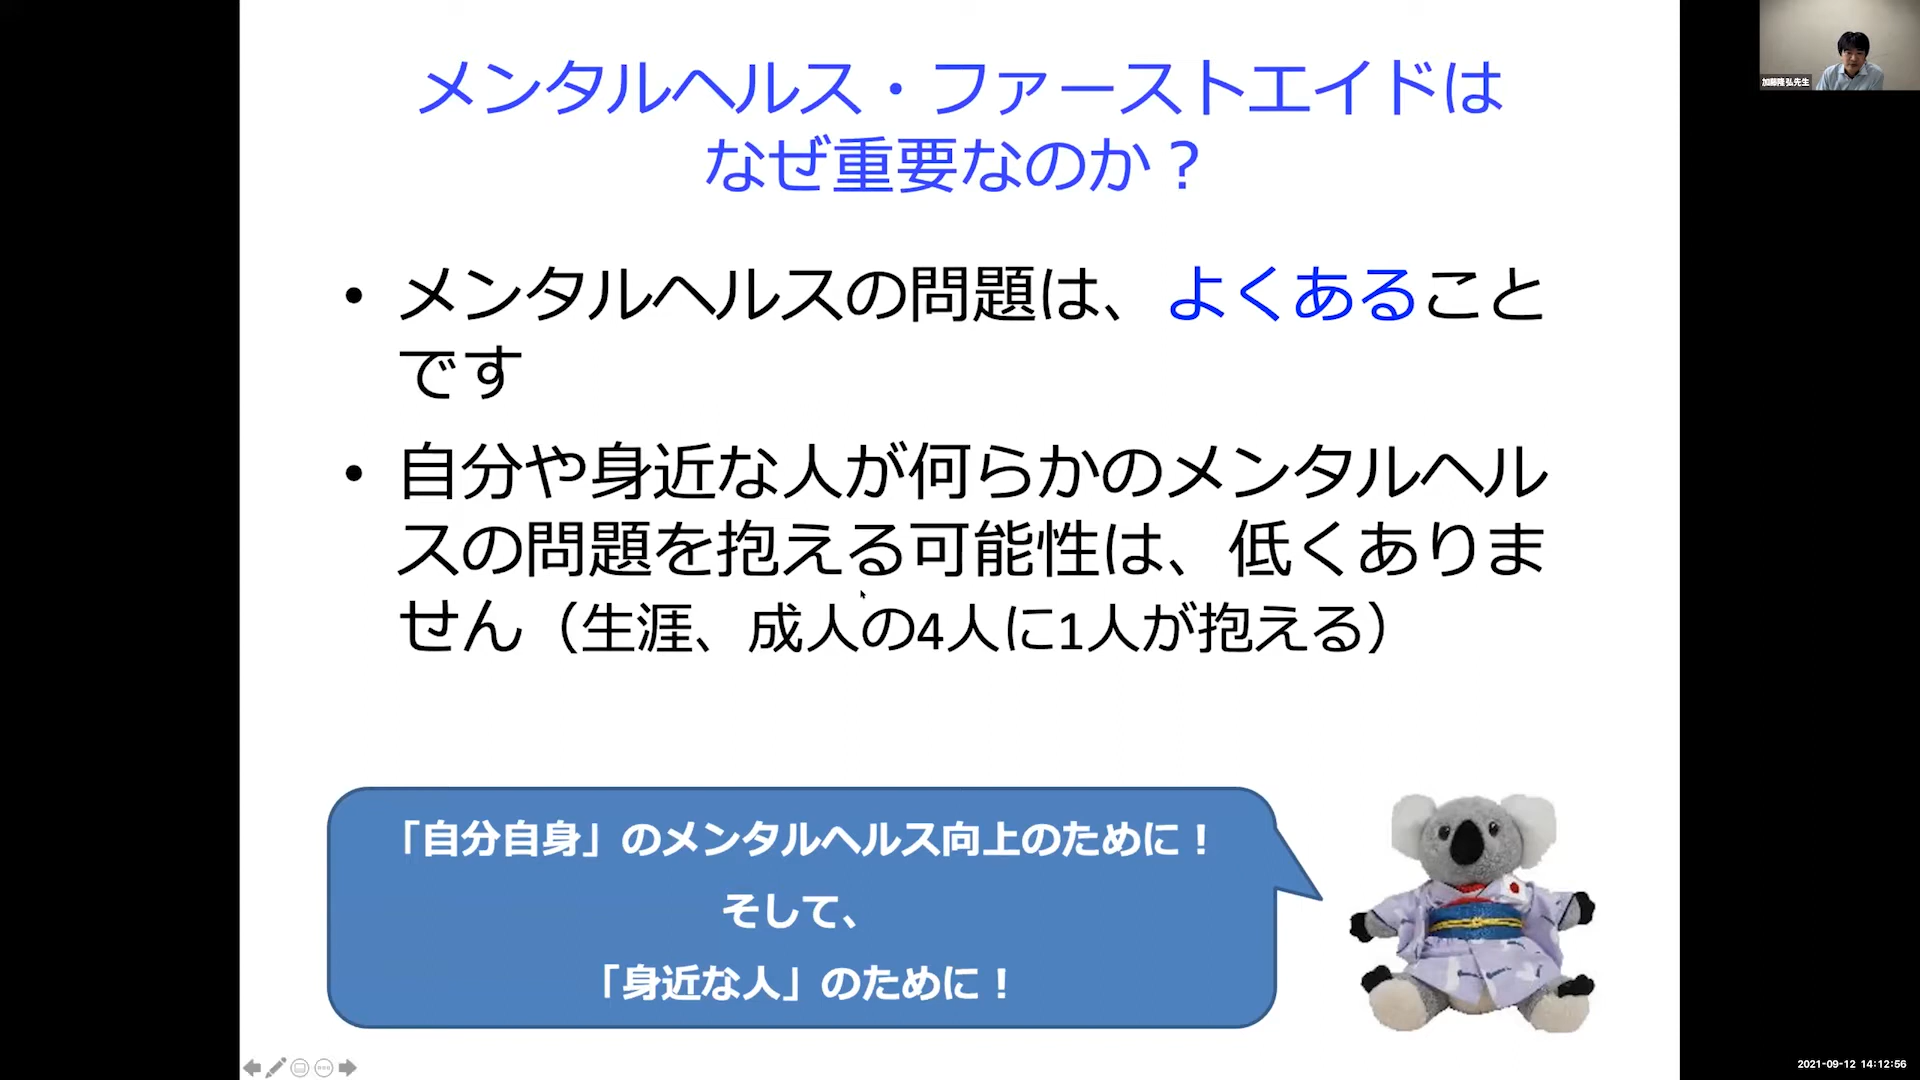 メンタルヘルス・ファーストエイドは
なぜ重要なのか？
• メンタルヘルスの問題は、よくあること
です
• 自分や身近な人が何らかのメンタルヘル
スの問題を抱える可能性は、低くありま
せん（生涯、成人の4人に1人が抱える）
「自分自身」のメンタルヘルス向上のために！
そして、
「身近な人」のために！
加藤隆弘先生
2021-09-12 14:12:56